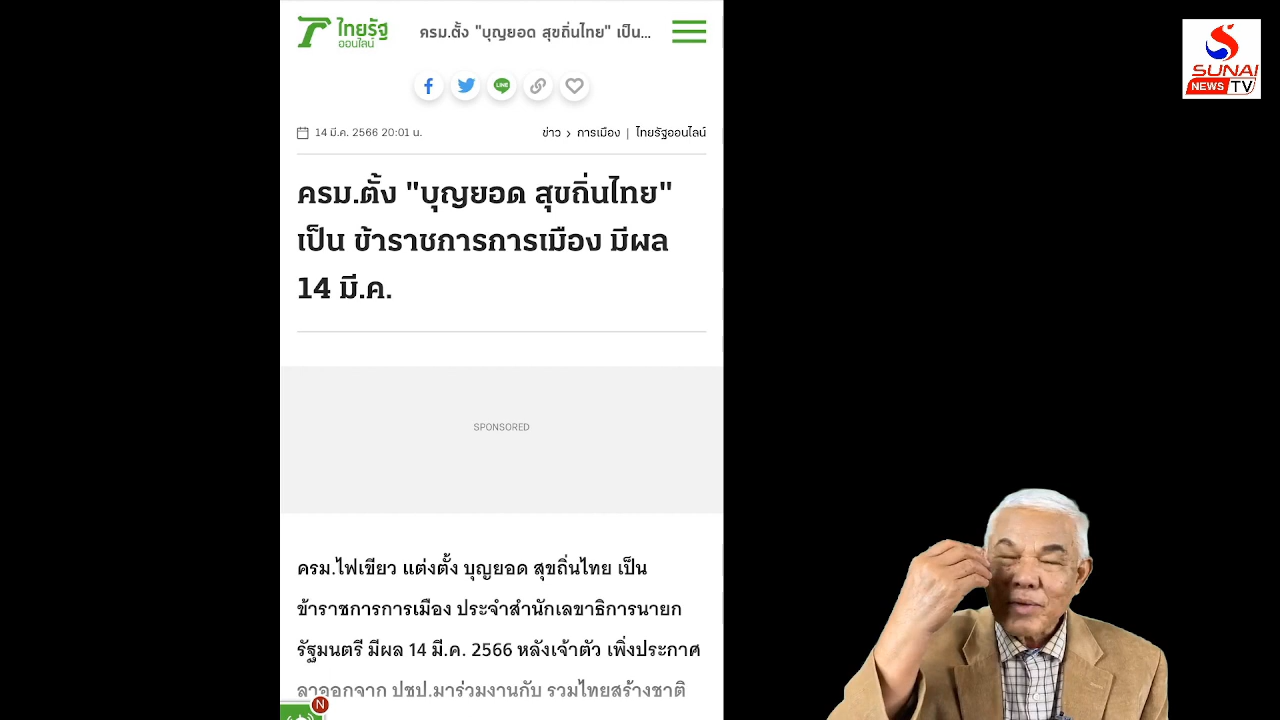 ไทยรัฐ
ออนไลน์
ครม.ตั้ง "บุญยอด สุขถิ่นไทย" เป็น...
LINE
14 มี.ค. 2566 20:01 น.
ข่าว › การเมือง | ไทยรัฐออนไลน์
ครม.ตั้ง "บุญยอด สุขถิ่นไทย"
เป็น ข้าราชการการเมือง มีผล
14 มี.ค.
SPONSORED
ครม.ไฟเขียว แต่งตั้ง บุญยอด สุขถิ่นไทย เป็น
ข้าราชการการเมือง ประจำสำนักเลขาธิการนายก
รัฐมนตรี มีผล 14 มี.ค. 2566 หลังเจ้าตัว เพิ่งประกาศ
ลาออกจาก ปชป.มาร่วมงานกับ รวมไทยสร้างชาติ
N
SUNAI
NEWS TV